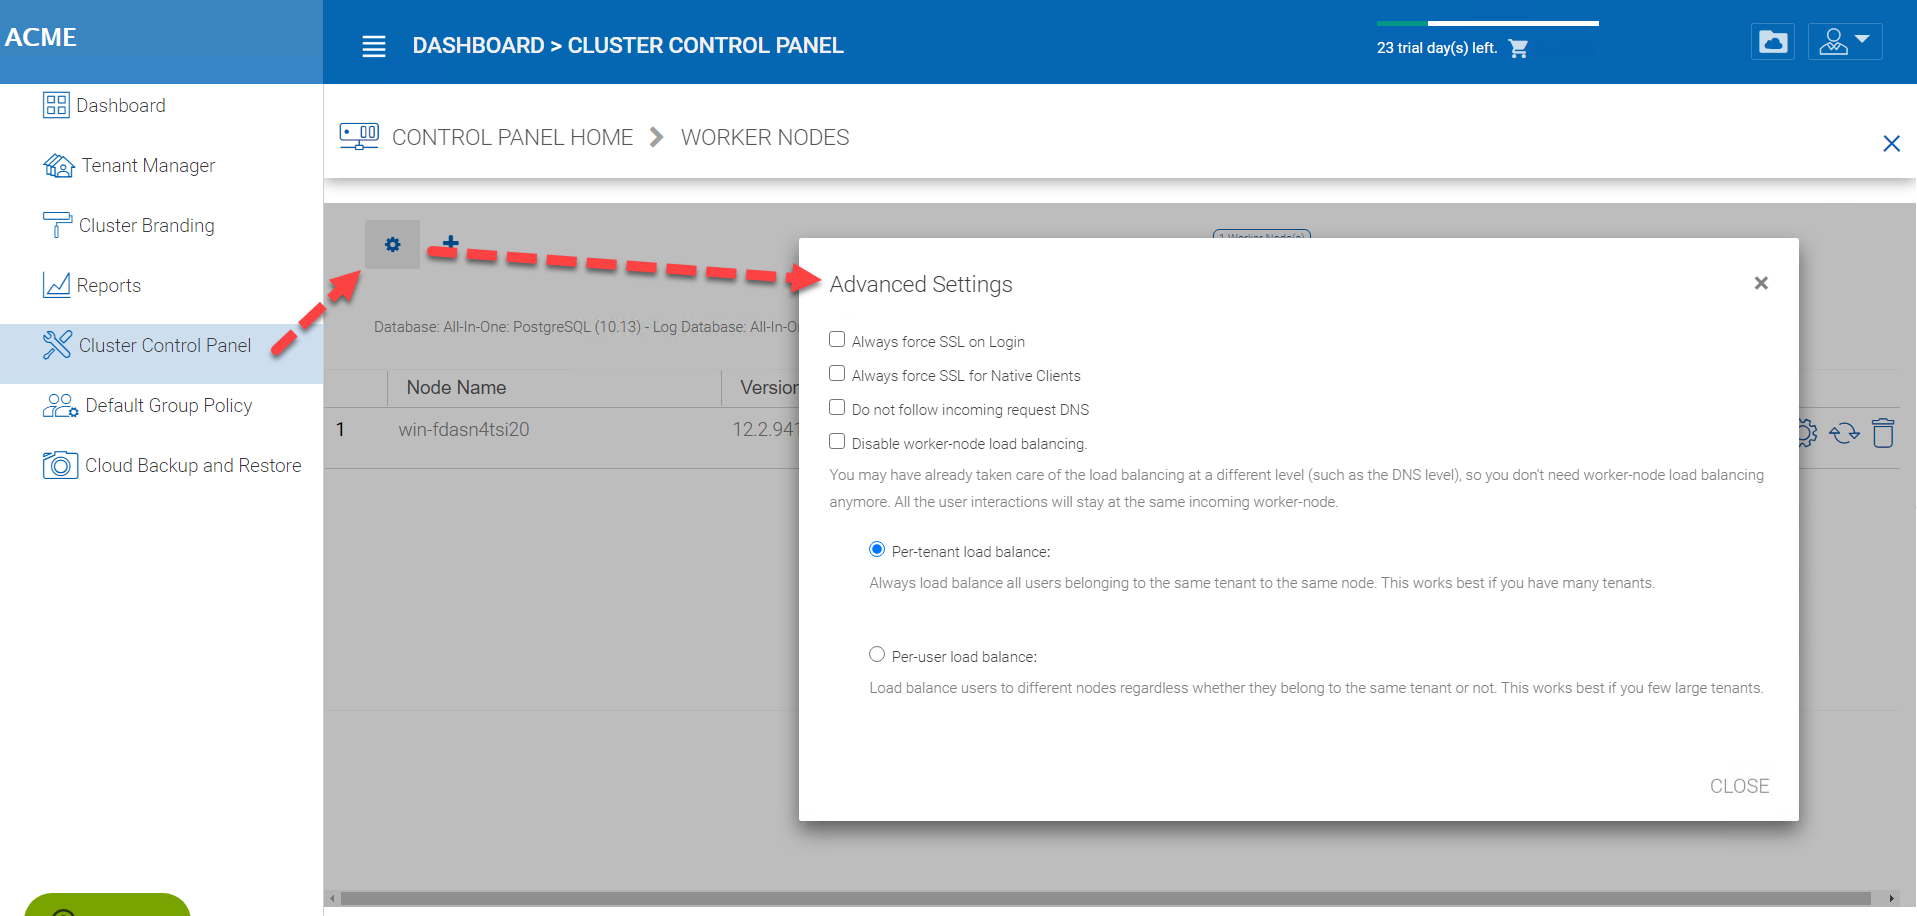 ACME
DASHBOARD > CLUSTER CONTROL PANEL
23 trial day(s) left.
Dashboard
Tenant Manager
Cluster Branding
Reports
Cluster Control Panel
Default Group Policy
Cloud Backup and Restore
CONTROL PANEL HOME WORKER NODES
1 Worker Node(s)
Database: All-In-One: PostgreSQL (10.13) - Log Database: All-In-O
Node Name Version
1 win-fdasn4tsi20 12.2.941
Advanced Settings
Always force SSL on Login
Always force SSL for Native Clients
Do not follow incoming request DNS
Disable worker-node load balancing.
You may have already taken care of the load balancing at a different level (such as the DNS level), so you don't need worker-node load balancing
anymore. All the user interactions will stay at the same incoming worker-node.
Per-tenant load balance:
Always load balance all users belonging to the same tenant to the same node. This works best if you have many tenants.
Per-user load balance:
Load balance users to different nodes regardless whether they belong to the same tenant or not. This works best if you few large tenants.
CLOSE